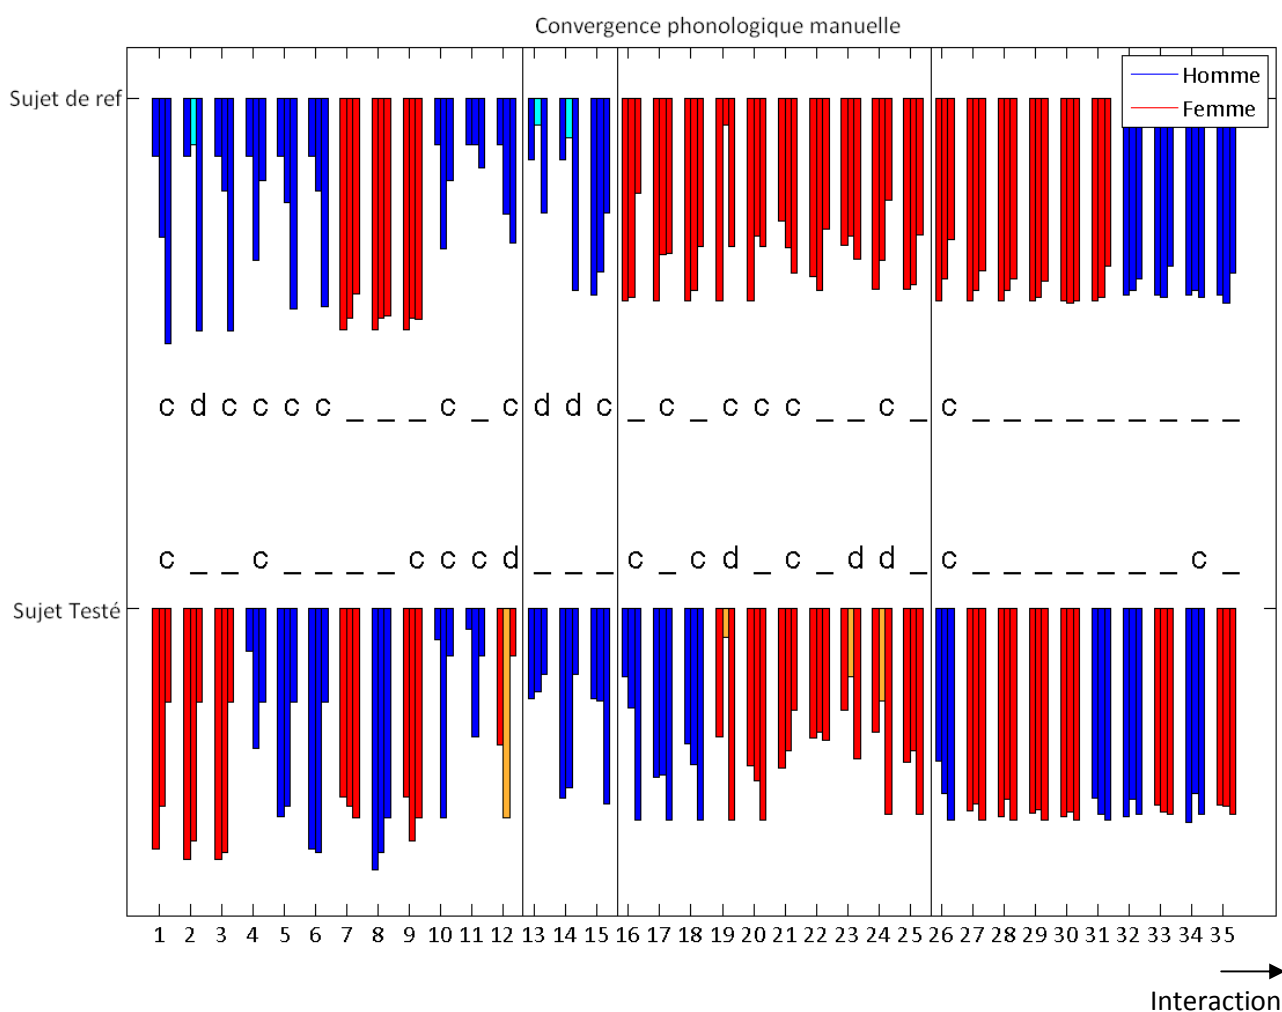 Convergence phonologique manuelle
Homme
Femme
Sujet de ref
c d c c c c _ _ _ c _ c d d c _ c _ c c c _ _ c _ c _ _ _ _ _ _ _ _ _
c _ _ c _ _ _ _ c c c d _ _ _ c _ c d _ c _ d d _ c _ _ _ _ _ _ _ c _
Sujet Testé
1 2 3 4 5 6 7 8 9 10 11 12 13 14 15 16 17 18 19 20 21 22 23 24 25 26 27 28 29 30 31 32 33 34 35
Interaction